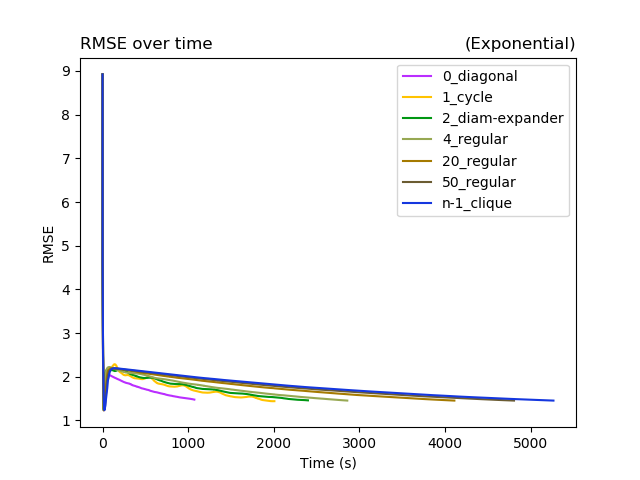 RMSE over time
(Exponential)
9
8
7
6
5
4
3
2
1
RMSE
0_diagonal
1_cycle
2_diam-expander
4_regular
20_regular
50_regular
n-1_clique
0
1000
2000
3000
4000
5000
Time (s)